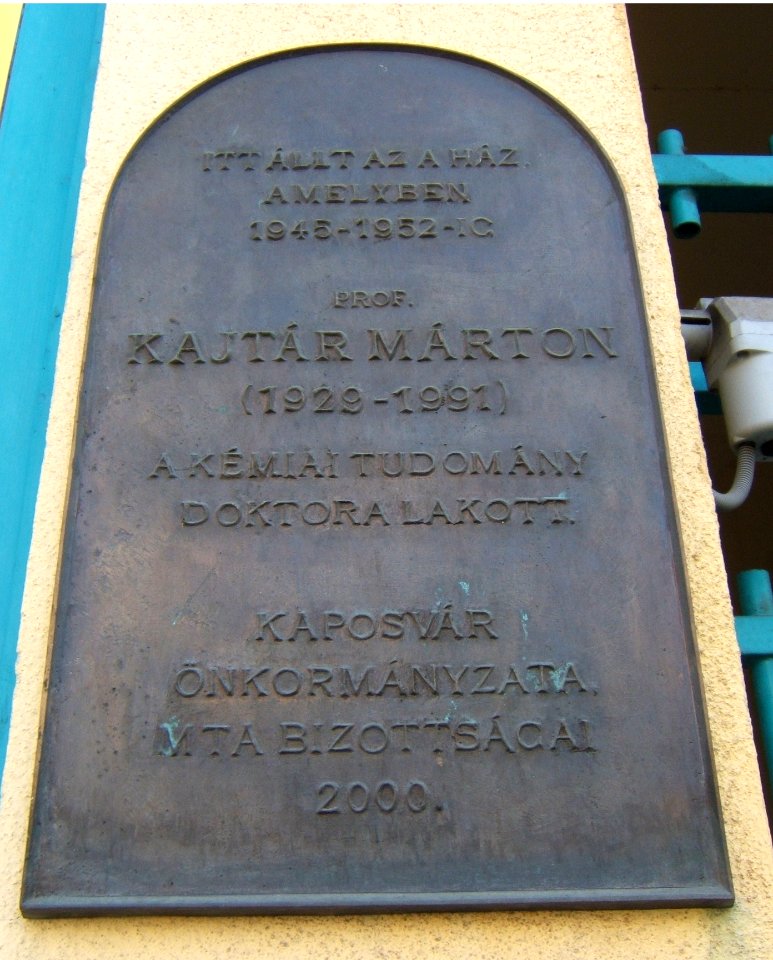 ITT ÁLLT AZ A HÁZ,
AMELYBEN
1945-1952-IG
PROF.
KAJTÁR MÁRTON
(1929-1991)
A KÉMIAI TUDOMÁNY
DOKTORA LAKOTT.
KAPOSVÁR
ÖNKORMÁNYZATA,
MTA BIZOTTSÁGAI
2000.